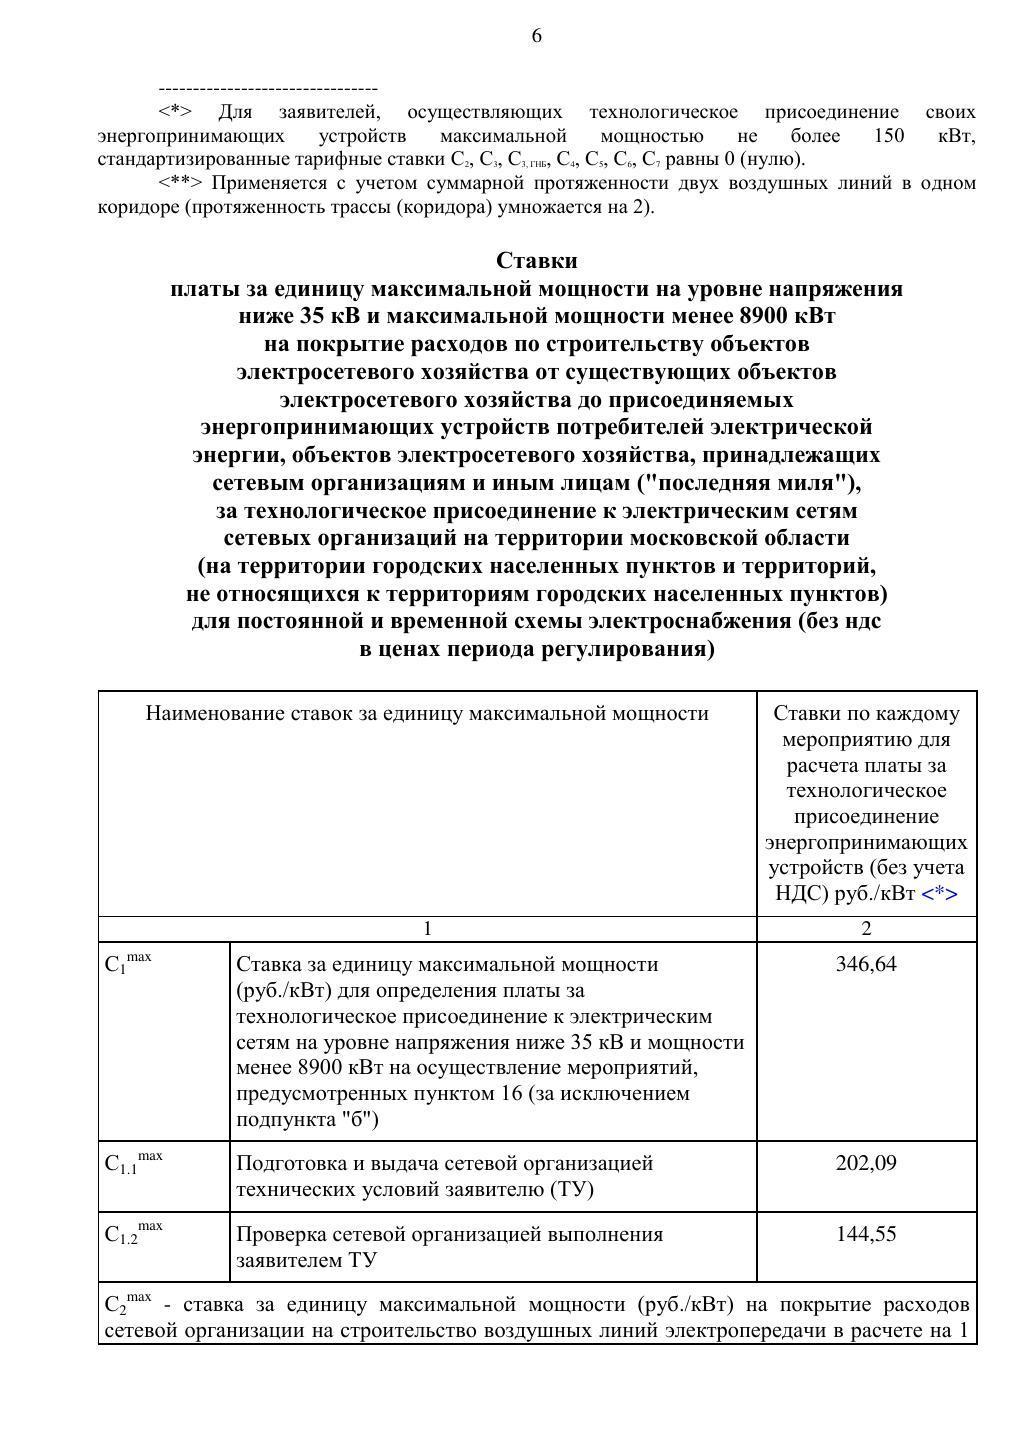 6
--------------------------------
<*> Для заявителей, осуществляющих технологическое присоединение своих
энергопринимающих устройств максимальной мощностью не более 150 кВт,
стандартизированные тарифные ставки С₂, С₃, С₃, ГНБ, С₄, С₅, С₆, С₇ равны 0 (нулю).
<**> Применяется с учетом суммарной протяженности двух воздушных линий в одном
коридоре (протяженность трассы (коридора) умножается на 2).
Ставки
платы за единицу максимальной мощности на уровне напряжения
ниже 35 кВ и максимальной мощности менее 8900 кВт
на покрытие расходов по строительству объектов
электросетевого хозяйства от существующих объектов
электросетевого хозяйства до присоединяемых
энергопринимающих устройств потребителей электрической
энергии, объектов электросетевого хозяйства, принадлежащих
сетевым организациям и иным лицам ("последняя миля"),
за технологическое присоединение к электрическим сетям
сетевых организаций на территории московской области
(на территории городских населенных пунктов и территорий,
не относящихся к территориям городских населенных пунктов)
для постоянной и временной схемы электроснабжения (без ндс
в ценах периода регулирования)
Наименование ставок за единицу максимальной мощности
Ставки по каждому
мероприятию для
расчета платы за
технологическое
присоединение
энергопринимающих
устройств (без учета
НДС) руб./кВт <*>
1
2
С₁max
Ставка за единицу максимальной мощности
(руб./кВт) для определения платы за
технологическое присоединение к электрическим
сетям на уровне напряжения ниже 35 кВ и мощности
менее 8900 кВт на осуществление мероприятий,
предусмотренных пунктом 16 (за исключением
подпункта "б")
346,64
С₁.₁max
Подготовка и выдача сетевой организацией
технических условий заявителю (ТУ)
202,09
С₁.₂max
Проверка сетевой организацией выполнения
заявителем ТУ
144,55
С₂max - ставка за единицу максимальной мощности (руб./кВт) на покрытие расходов
сетевой организации на строительство воздушных линий электропередачи в расчете на 1